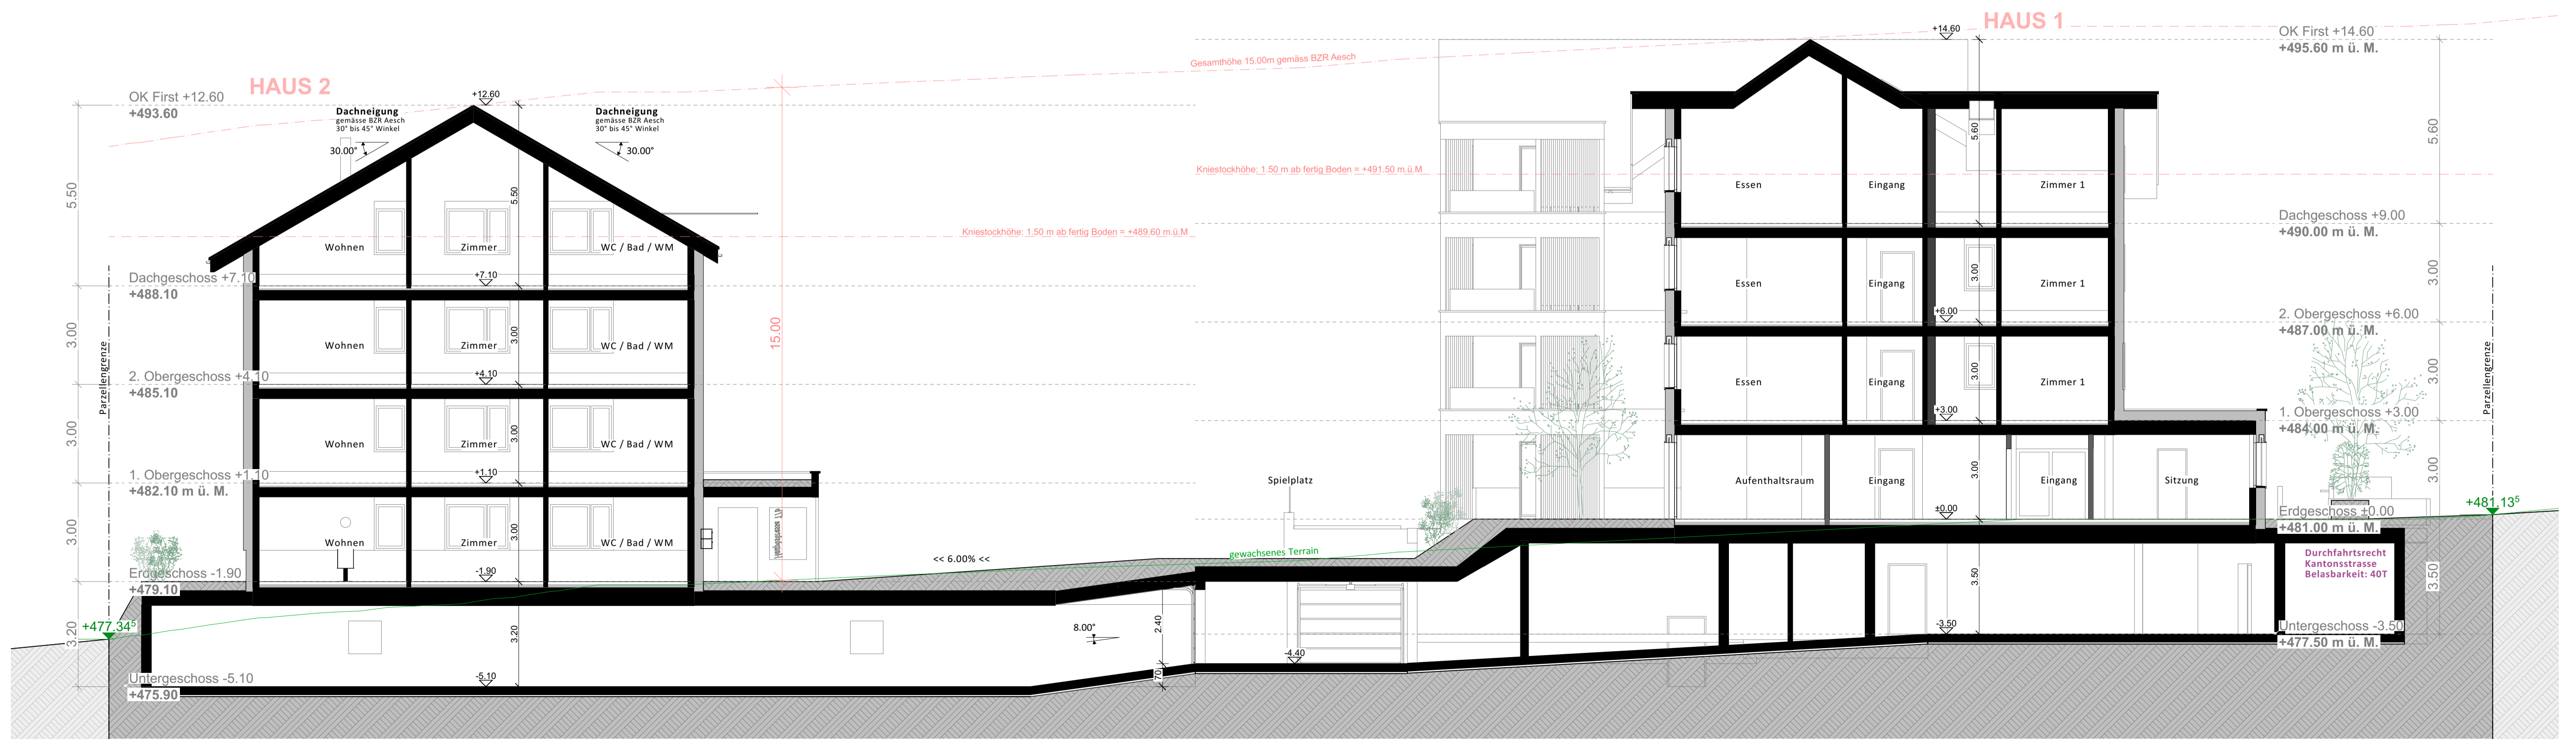 HAUS 1
HAUS 2
OK First +12.60
+493.60
+12.60
Dachneigung
gemässe BZR Aesch
30° bis 45° Winkel
30.00°
Dachneigung
gemässe BZR Aesch
30° bis 45° Winkel
30.00°
Gesamthöhe 15.00m gemäss BZR Aesch
+14.60
OK First +14.60
+495.60 m ü. M.
5.50
5.50
15.00
Kniestockhöhe: 1.50 m ab fertig Boden = +491.50 m.ü.M
Kniestockhöhe: 1.50 m ab fertig Boden = +489.60 m.ü.M
5.60
5.60
Wohnen
Zimmer
WC / Bad / WM
Essen
Eingang
Zimmer 1
Dachgeschoss +7.10
+488.10
+7.10
Dachgeschoss +9.00
+490.00 m ü. M.
3.00
3.00
Wohnen
Zimmer
WC / Bad / WM
Essen
Eingang
Zimmer 1
3.00
3.00
+6.00
2. Obergeschoss +6.00
+487.00 m ü. M.
Parzellengrenze
2. Obergeschoss +4.10
+485.10
+4.10
3.00
3.00
Wohnen
Zimmer
WC / Bad / WM
Essen
Eingang
Zimmer 1
3.00
3.00
Parzellengrenze
+3.00
1. Obergeschoss +3.00
+484.00 m ü. M.
1. Obergeschoss +1.10
+482.10 m ü. M.
+1.10
Spielplatz
Aufenthaltsraum
Eingang
Eingang
Sitzung
3.00
3.00
3.00
3.00
Wohnen
Zimmer
WC / Bad / WM
±0.00
Erdgeschoss ±0.00
+481.00 m ü. M.
+481.13⁵
Erdgeschoss -1.90
+479.10
-1.90
<< 6.00% <<
gewachsenes Terrain
Durchfahrtsrecht
Kantonsstrasse
Belasbarkeit: 40T
+477.34⁵
3.20
3.20
8.00°
2.40
70
-4.40
3.50
3.50
-3.50
Untergeschoss -3.50
+477.50 m ü. M.
Untergeschoss -5.10
+475.90
-5.10